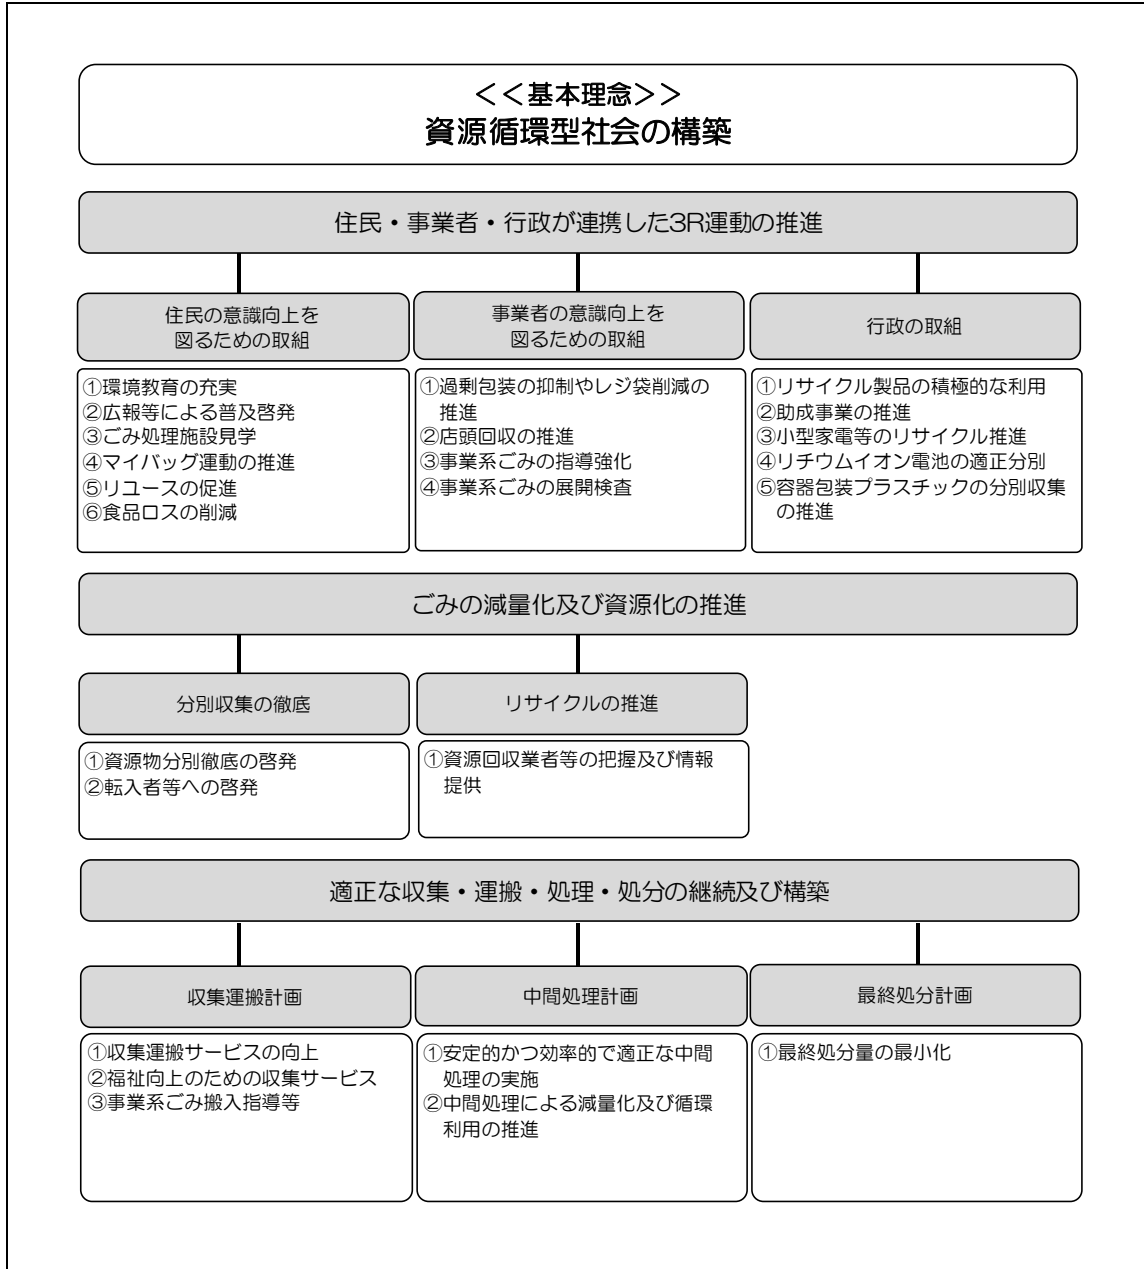 ＜＜基本理念＞＞
資源循環型社会の構築
住民・事業者・行政が連携した3R運動の推進
住民の意識向上を
図るための取組
①環境教育の充実
②広報等による普及啓発
③ごみ処理施設見学
④マイバッグ運動の推進
⑤リユースの促進
⑥食品ロスの削減
事業者の意識向上を
図るための取組
①過剰包装の抑制やレジ袋削減の
推進
②店頭回収の推進
③事業系ごみの指導強化
④事業系ごみの展開検査
行政の取組
①リサイクル製品の積極的な利用
②助成事業の推進
③小型家電等のリサイクル推進
④リチウムイオン電池の適正分別
⑤容器包装プラスチックの分別収集
の推進
ごみの減量化及び資源化の推進
分別収集の徹底
①資源物分別徹底の啓発
②転入者等への啓発
リサイクルの推進
①資源回収業者等の把握及び情報
提供
適正な収集・運搬・処理・処分の継続及び構築
収集運搬計画
①収集運搬サービスの向上
②福祉向上のための収集サービス
③事業系ごみ搬入指導等
中間処理計画
①安定的かつ効率的で適正な中間
処理の実施
②中間処理による減量化及び循環
利用の推進
最終処分計画
①最終処分量の最小化